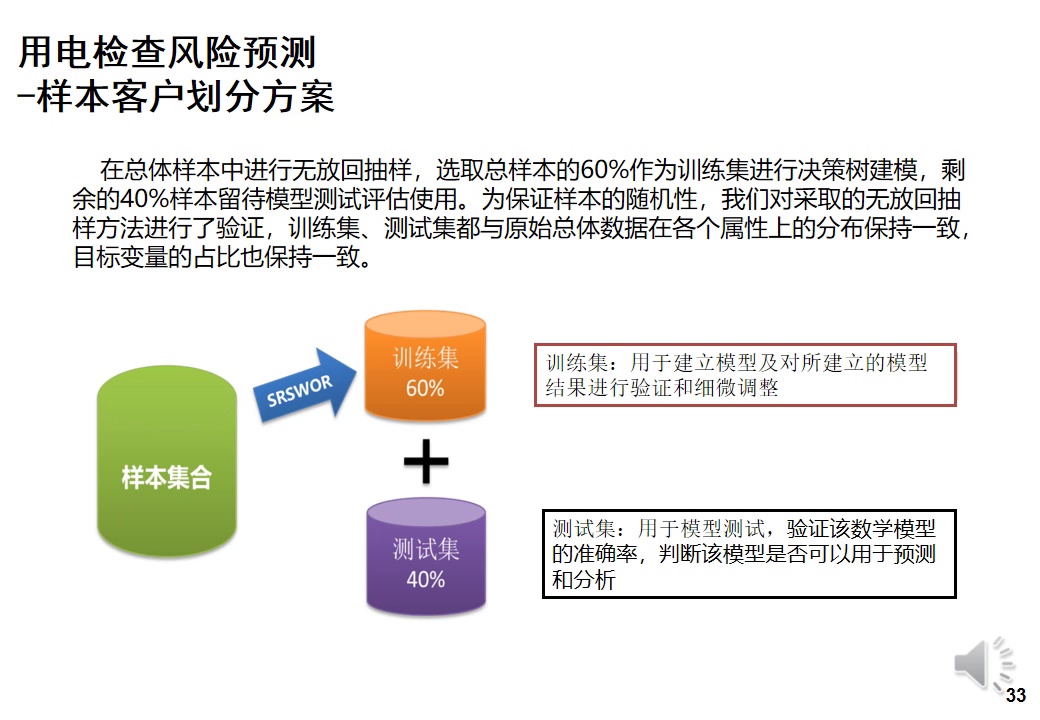 用电检查风险预测
-样本客户划分方案
在总体样本中进行无放回抽样，选取总样本的60%作为训练集进行决策树建模，剩
余的40%样本留待模型测试评估使用。为保证样本的随机性，我们对采取的无放回抽
样方法进行了验证，训练集、测试集都与原始总体数据在各个属性上的分布保持一致，
目标变量的占比也保持一致。
样本集合
SRSWOR
训练集
60%
+
测试集
40%
训练集：用于建立模型及对所建立的模型
结果进行验证和细微调整
测试集：用于模型测试，验证该数学模型
的准确率，判断该模型是否可以用于预测
和分析
33